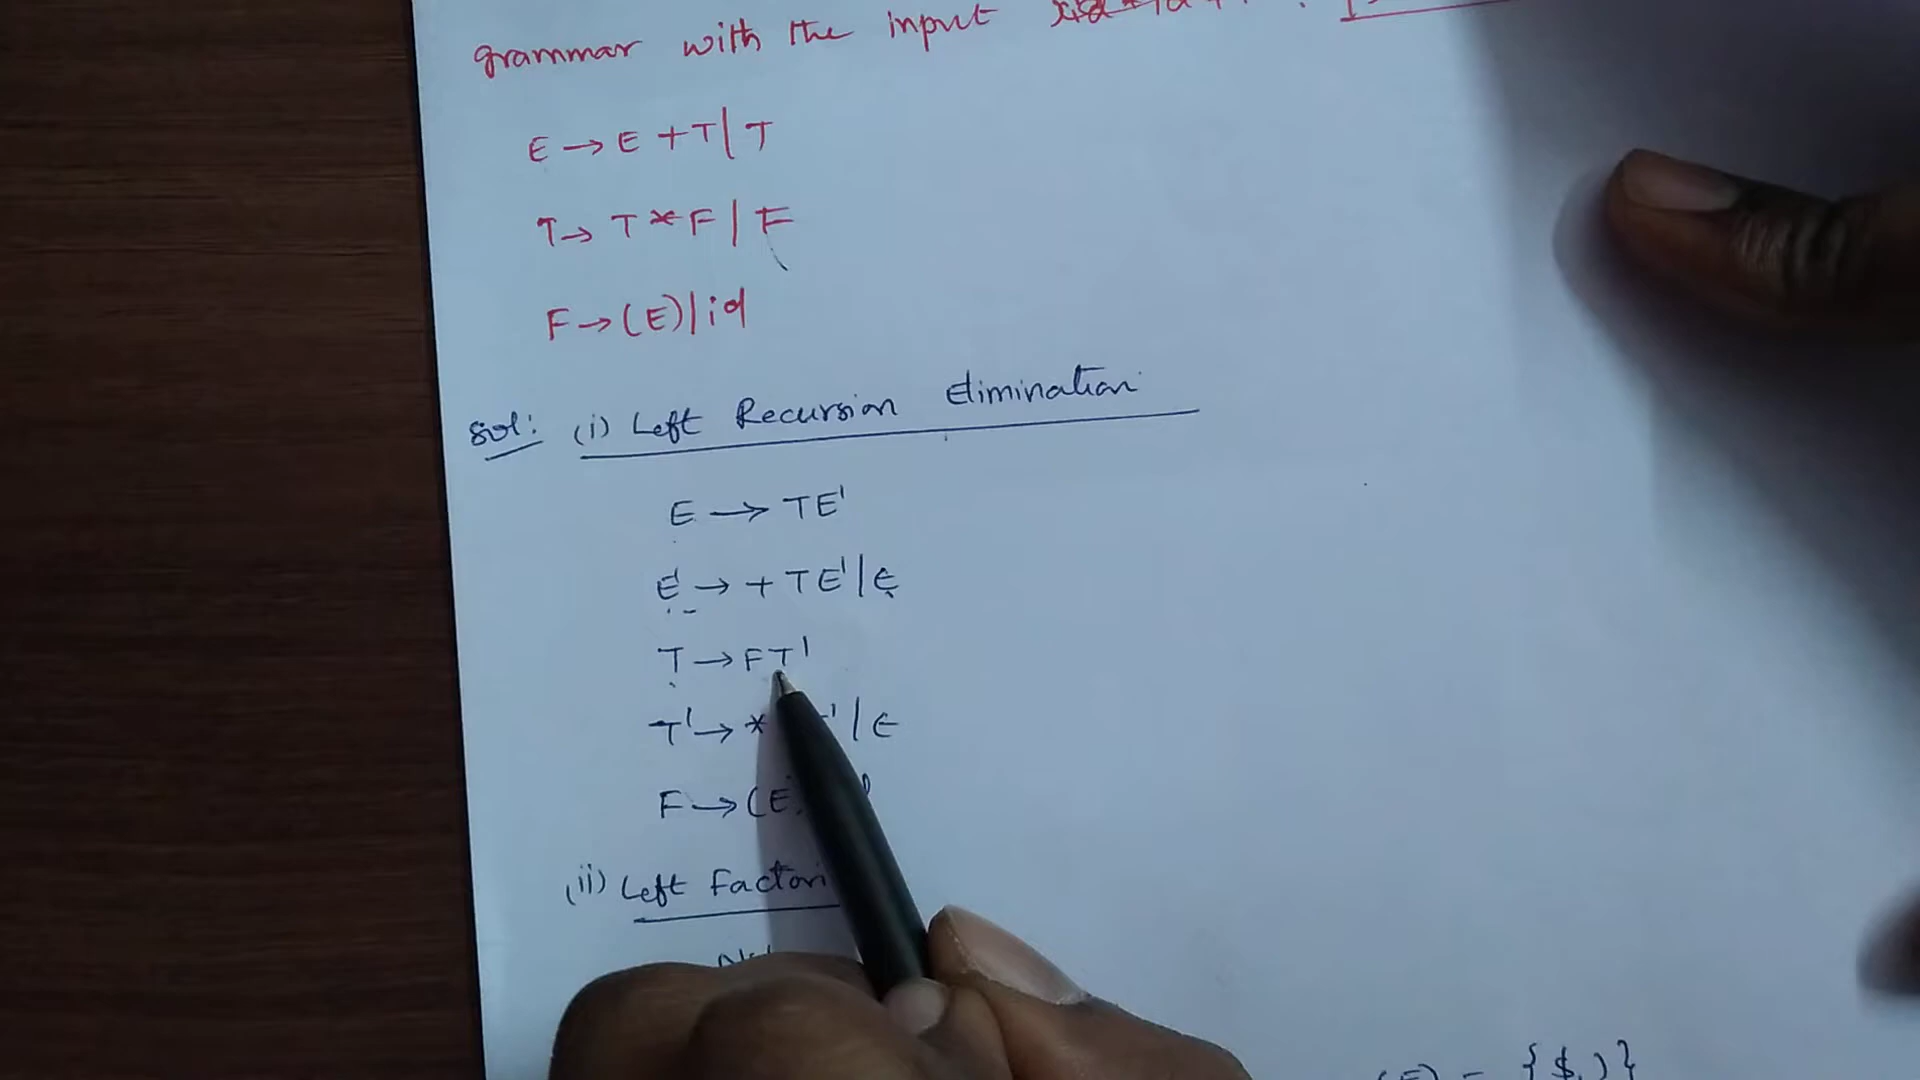 grammar with the input
E → E + T | T
T → T * F | F
F → (E) | id
Sol: (i) Left Recursion Elimination
E → TE'
E' → + TE' | ε
T → FT'
T' → * ' | ε
F → (E
(ii) Left Factori
= {$, )}